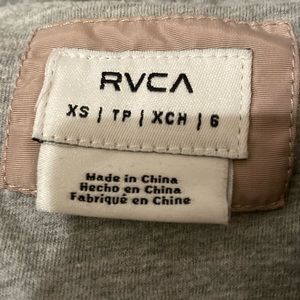 RVCA
XS | TP | XCH | 6
Made in China
Hecho en China
Fabriqué en Chine